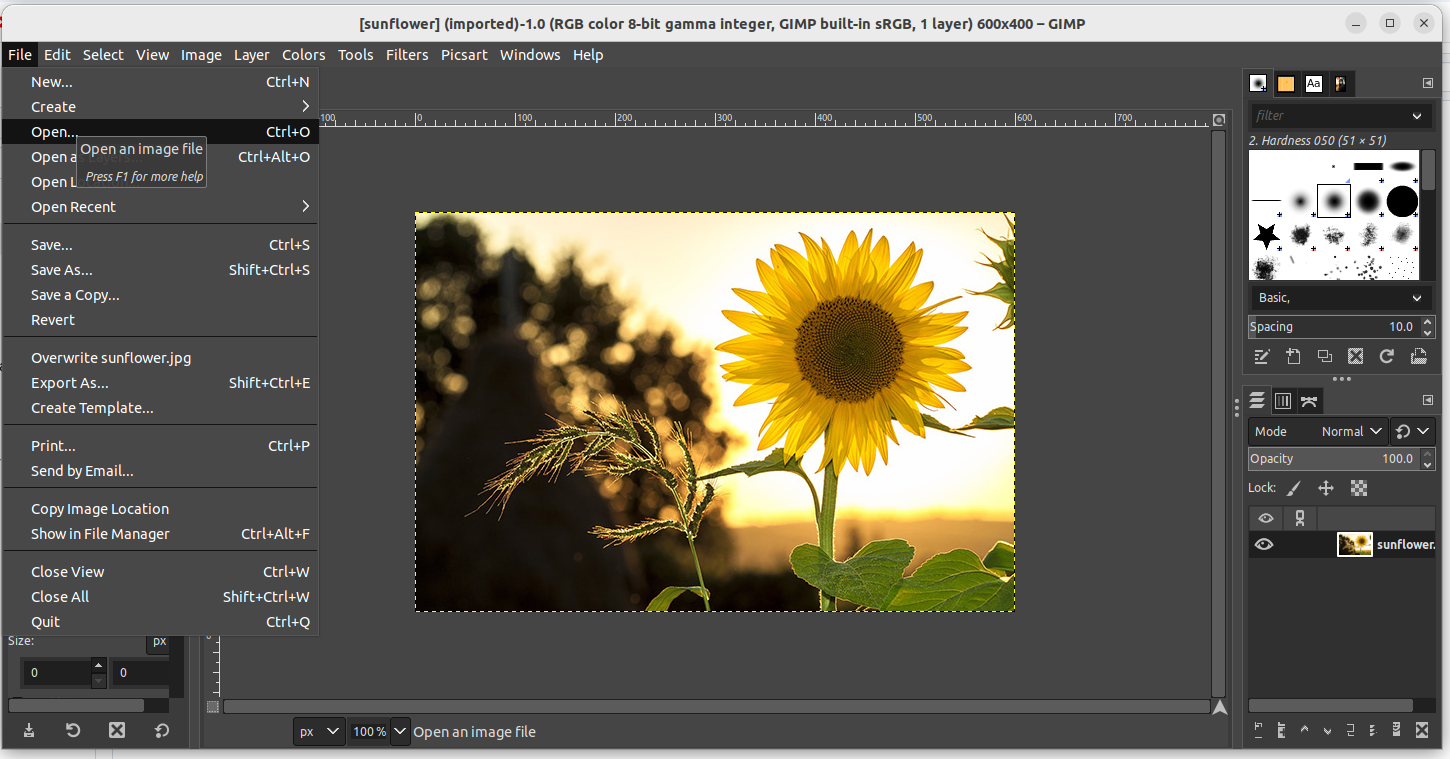 [sunflower] (imported)-1.0 (RGB color 8-bit gamma integer, GIMP built-in sRGB, 1 layer) 600x400 – GIMP
File Edit Select View Image Layer Colors Tools Filters Picsart Windows Help
New... Ctrl+N
Create
Open... Ctrl+O
Open an image file
Press F1 for more help
Open as Layers... Ctrl+Alt+O
Open
Open Recent
Save... Ctrl+S
Save As... Shift+Ctrl+S
Save a Copy...
Revert
Overwrite sunflower.jpg
Export As... Shift+Ctrl+E
Create Template...
Print... Ctrl+P
Send by Email...
Copy Image Location
Show in File Manager Ctrl+Alt+F
Close View Ctrl+W
Close All Shift+Ctrl+W
Quit Ctrl+Q
Size: px
0 0
100 0 100 200 300 400 500 600 700
px 100 % Open an image file
Aa
filter
2. Hardness 050 (51 × 51)
Basic,
Spacing 10.0
Mode Normal
Opacity 100.0
Lock:
sunflower.